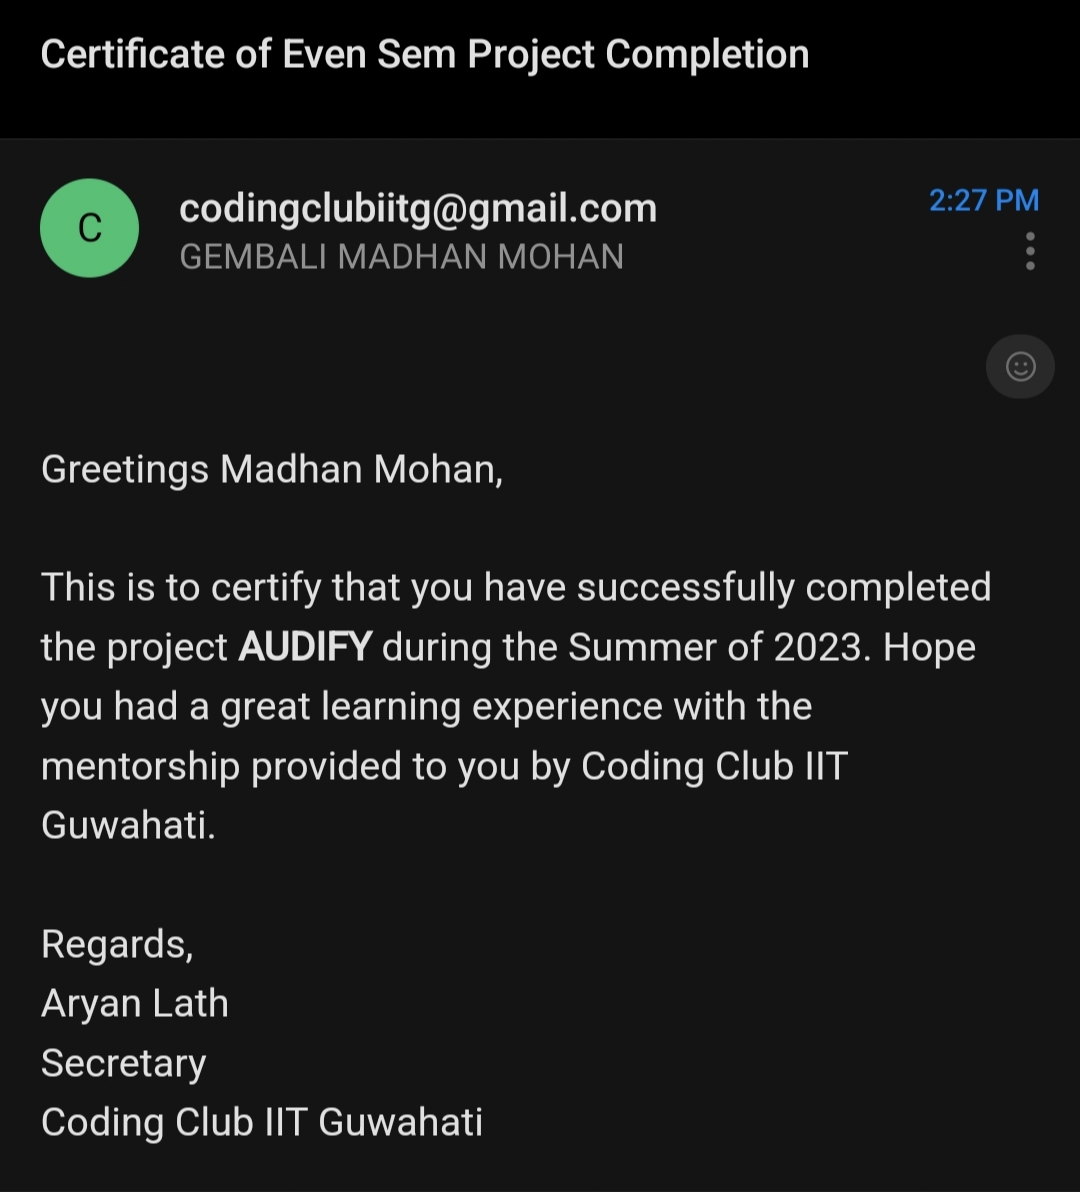 Certificate of Even Sem Project Completion
C
codingclubiitg@gmail.com
2:27 PM
GEMBALI MADHAN MOHAN
Greetings Madhan Mohan,
This is to certify that you have successfully completed
the project AUDIFY during the Summer of 2023. Hope
you had a great learning experience with the
mentorship provided to you by Coding Club IIT
Guwahati.
Regards,
Aryan Lath
Secretary
Coding Club IIT Guwahati